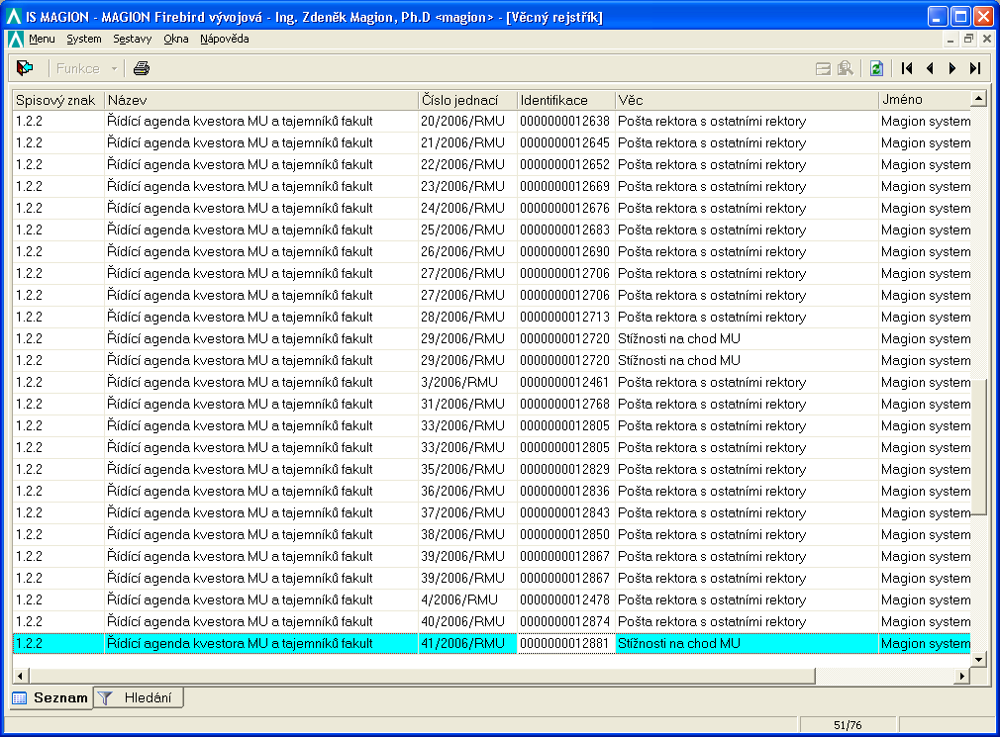 IS MAGION - MAGION Firebird vývojová - Ing. Zdeněk Magion, Ph.D <magion> - [Věcný rejstřík]
Menu System Sestavy Okna Nápověda
Funkce
Spisový znak Název Číslo jednací Identifikace Věc Jméno
1.2.2 Řídící agenda kvestora MU a tajemníků fakult 20/2006/RMU 0000000012638 Pošta rektora s ostatními rektory Magion system
1.2.2 Řídící agenda kvestora MU a tajemníků fakult 21/2006/RMU 0000000012645 Pošta rektora s ostatními rektory Magion system
1.2.2 Řídící agenda kvestora MU a tajemníků fakult 22/2006/RMU 0000000012652 Pošta rektora s ostatními rektory Magion system
1.2.2 Řídící agenda kvestora MU a tajemníků fakult 23/2006/RMU 0000000012669 Pošta rektora s ostatními rektory Magion system
1.2.2 Řídící agenda kvestora MU a tajemníků fakult 24/2006/RMU 0000000012676 Pošta rektora s ostatními rektory Magion system
1.2.2 Řídící agenda kvestora MU a tajemníků fakult 25/2006/RMU 0000000012683 Pošta rektora s ostatními rektory Magion system
1.2.2 Řídící agenda kvestora MU a tajemníků fakult 26/2006/RMU 0000000012690 Pošta rektora s ostatními rektory Magion system
1.2.2 Řídící agenda kvestora MU a tajemníků fakult 27/2006/RMU 0000000012706 Pošta rektora s ostatními rektory Magion system
1.2.2 Řídící agenda kvestora MU a tajemníků fakult 27/2006/RMU 0000000012706 Pošta rektora s ostatními rektory Magion system
1.2.2 Řídící agenda kvestora MU a tajemníků fakult 28/2006/RMU 0000000012713 Pošta rektora s ostatními rektory Magion system
1.2.2 Řídící agenda kvestora MU a tajemníků fakult 29/2006/RMU 0000000012720 Stížnosti na chod MU Magion system
1.2.2 Řídící agenda kvestora MU a tajemníků fakult 29/2006/RMU 0000000012720 Stížnosti na chod MU Magion system
1.2.2 Řídící agenda kvestora MU a tajemníků fakult 3/2006/RMU 0000000012461 Pošta rektora s ostatními rektory Magion system
1.2.2 Řídící agenda kvestora MU a tajemníků fakult 31/2006/RMU 0000000012768 Pošta rektora s ostatními rektory Magion system
1.2.2 Řídící agenda kvestora MU a tajemníků fakult 33/2006/RMU 0000000012805 Pošta rektora s ostatními rektory Magion system
1.2.2 Řídící agenda kvestora MU a tajemníků fakult 33/2006/RMU 0000000012805 Pošta rektora s ostatními rektory Magion system
1.2.2 Řídící agenda kvestora MU a tajemníků fakult 35/2006/RMU 0000000012829 Pošta rektora s ostatními rektory Magion system
1.2.2 Řídící agenda kvestora MU a tajemníků fakult 36/2006/RMU 0000000012836 Pošta rektora s ostatními rektory Magion system
1.2.2 Řídící agenda kvestora MU a tajemníků fakult 37/2006/RMU 0000000012843 Pošta rektora s ostatními rektory Magion system
1.2.2 Řídící agenda kvestora MU a tajemníků fakult 38/2006/RMU 0000000012850 Pošta rektora s ostatními rektory Magion system
1.2.2 Řídící agenda kvestora MU a tajemníků fakult 39/2006/RMU 0000000012867 Pošta rektora s ostatními rektory Magion system
1.2.2 Řídící agenda kvestora MU a tajemníků fakult 39/2006/RMU 0000000012867 Pošta rektora s ostatními rektory Magion system
1.2.2 Řídící agenda kvestora MU a tajemníků fakult 4/2006/RMU 0000000012478 Pošta rektora s ostatními rektory Magion system
1.2.2 Řídící agenda kvestora MU a tajemníků fakult 40/2006/RMU 0000000012874 Pošta rektora s ostatními rektory Magion system
1.2.2 Řídící agenda kvestora MU a tajemníků fakult 41/2006/RMU 0000000012881 Stížnosti na chod MU Magion system
Seznam Hledání
51/76